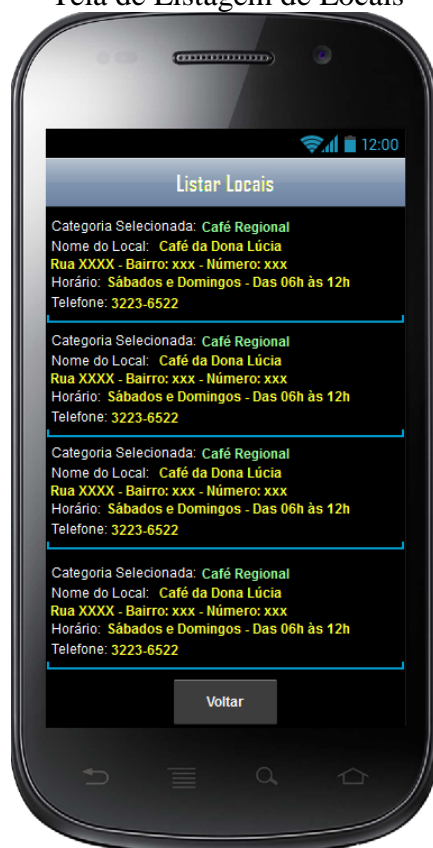 Tela de Listagem de Locais
12:00
Listar Locais
Categoria Selecionada: Café Regional
Nome do Local: Café da Dona Lúcia
Rua XXXX - Bairro: xxx - Número: xxx
Horário: Sábados e Domingos - Das 06h às 12h
Telefone: 3223-6522
Categoria Selecionada: Café Regional
Nome do Local: Café da Dona Lúcia
Rua XXXX - Bairro: xxx - Número: xxx
Horário: Sábados e Domingos - Das 06h às 12h
Telefone: 3223-6522
Categoria Selecionada: Café Regional
Nome do Local: Café da Dona Lúcia
Rua XXXX - Bairro: xxx - Número: xxx
Horário: Sábados e Domingos - Das 06h às 12h
Telefone: 3223-6522
Categoria Selecionada: Café Regional
Nome do Local: Café da Dona Lúcia
Rua XXXX - Bairro: xxx - Número: xxx
Horário: Sábados e Domingos - Das 06h às 12h
Telefone: 3223-6522
Voltar